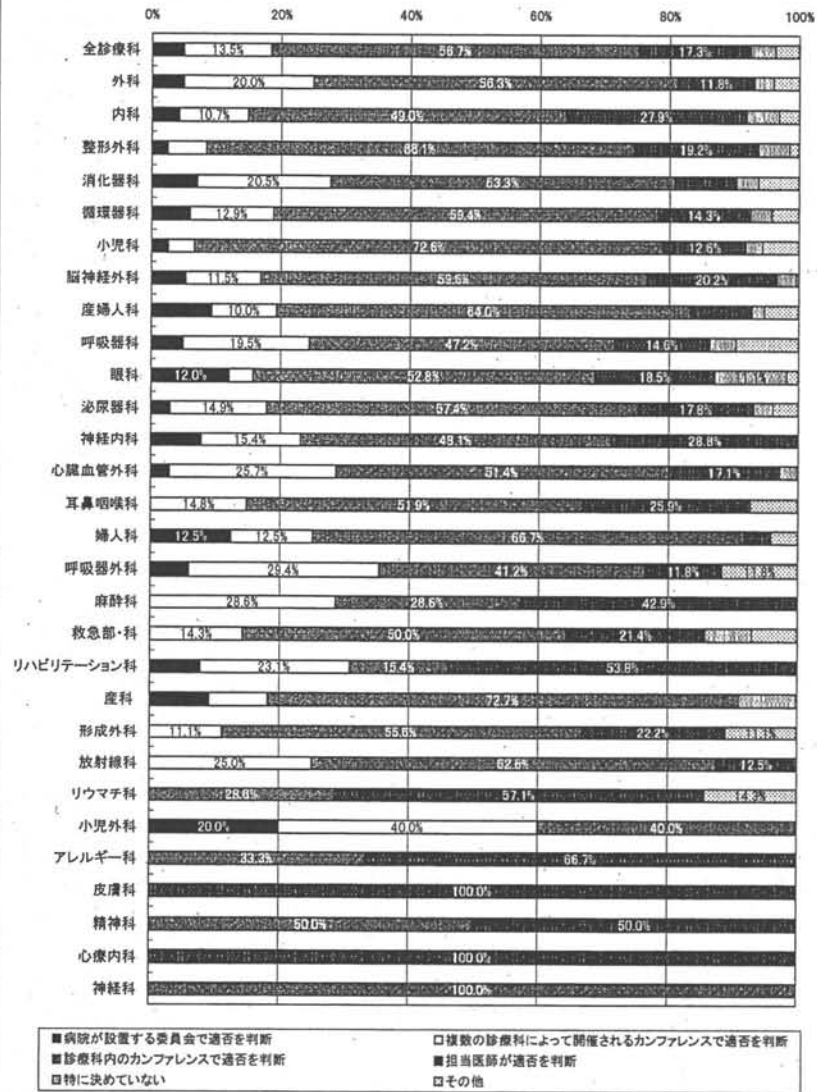 0% 20% 40% 60% 80% 100%
全診療科 13.5% 56.7% 17.3%
外科 20.0% 56.3% 11.8%
内科 10.7% 49.0% 27.9%
整形外科 68.1% 19.2%
消化器科 20.5% 63.3%
循環器科 12.9% 59.4% 14.3%
小児科 72.6% 12.6%
脳神経外科 11.5% 59.6% 20.2%
産婦人科 10.0% 64.0%
呼吸器科 19.5% 47.2% 14.6%
眼科 12.0% 52.8% 18.5%
泌尿器科 14.9% 57.4% 17.8%
神経内科 15.4% 48.1% 28.8%
心臓血管外科 25.7% 51.4% 17.1%
耳鼻咽喉科 14.8% 51.9% 25.9%
婦人科 12.5% 12.5% 66.7%
呼吸器外科 29.4% 41.2% 11.8%
麻酔科 28.6% 28.6% 42.9%
救急部・科 14.3% 50.0% 21.4%
リハビリテーション科 23.1% 15.4% 53.8%
産科 72.7%
形成外科 11.1% 55.6% 22.2%
放射線科 25.0% 62.5% 12.5%
リウマチ科 28.6% 57.1%
小児外科 20.0% 40.0% 40.0%
アレルギー科 33.3% 66.7%
皮膚科 100.0%
精神科 50.0% 50.0%
心療内科 100.0%
神経科 100.0%
病院が設置する委員会で適否を判断 複数の診療科によって開催されるカンファレンスで適否を判断
診療科内のカンファレンスで適否を判断 担当医師が適否を判断
特に決めていない その他